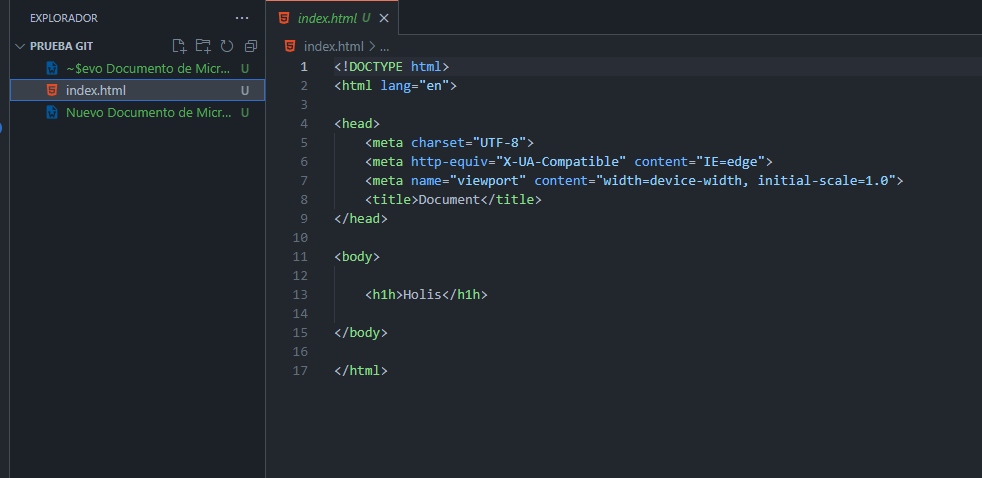 EXPLORADOR ...
PRUEBA GIT
~$evo Documento de Micr... U
index.html U
Nuevo Documento de Micr... U
index.html U
index.html > ...
1 <!DOCTYPE html>
2 <html lang="en">
3
4 <head>
5 <meta charset="UTF-8">
6 <meta http-equiv="X-UA-Compatible" content="IE=edge">
7 <meta name="viewport" content="width=device-width, initial-scale=1.0">
8 <title>Document</title>
9 </head>
10
11 <body>
12
13 <h1h>Holis</h1h>
14
15 </body>
16
17 </html>